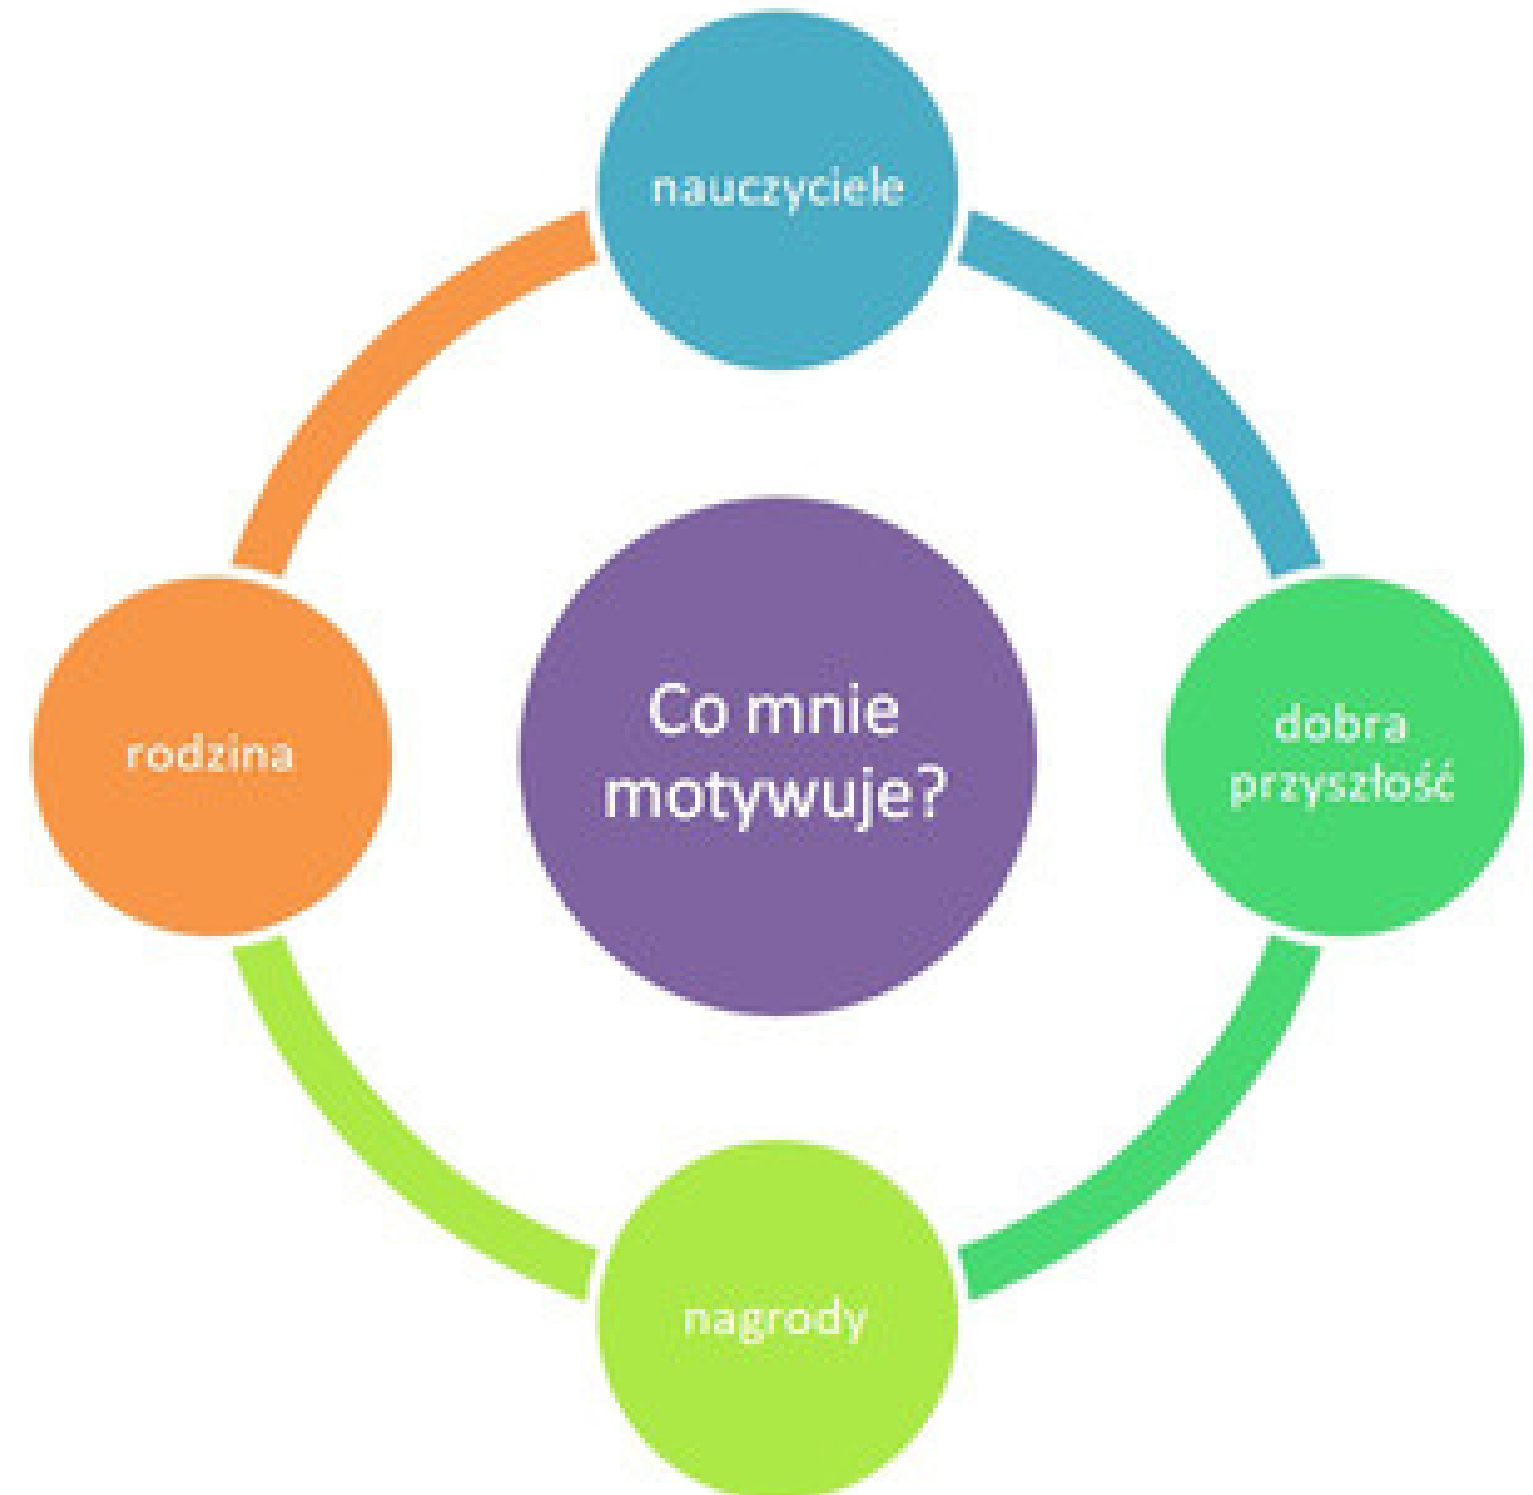 nauczyciele
rodzina
Co mnie
motywuje?
dobra
przyszłość
nagrody